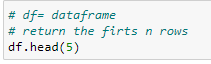 # df= dataframe
# return the firts n rows
df.head(5)